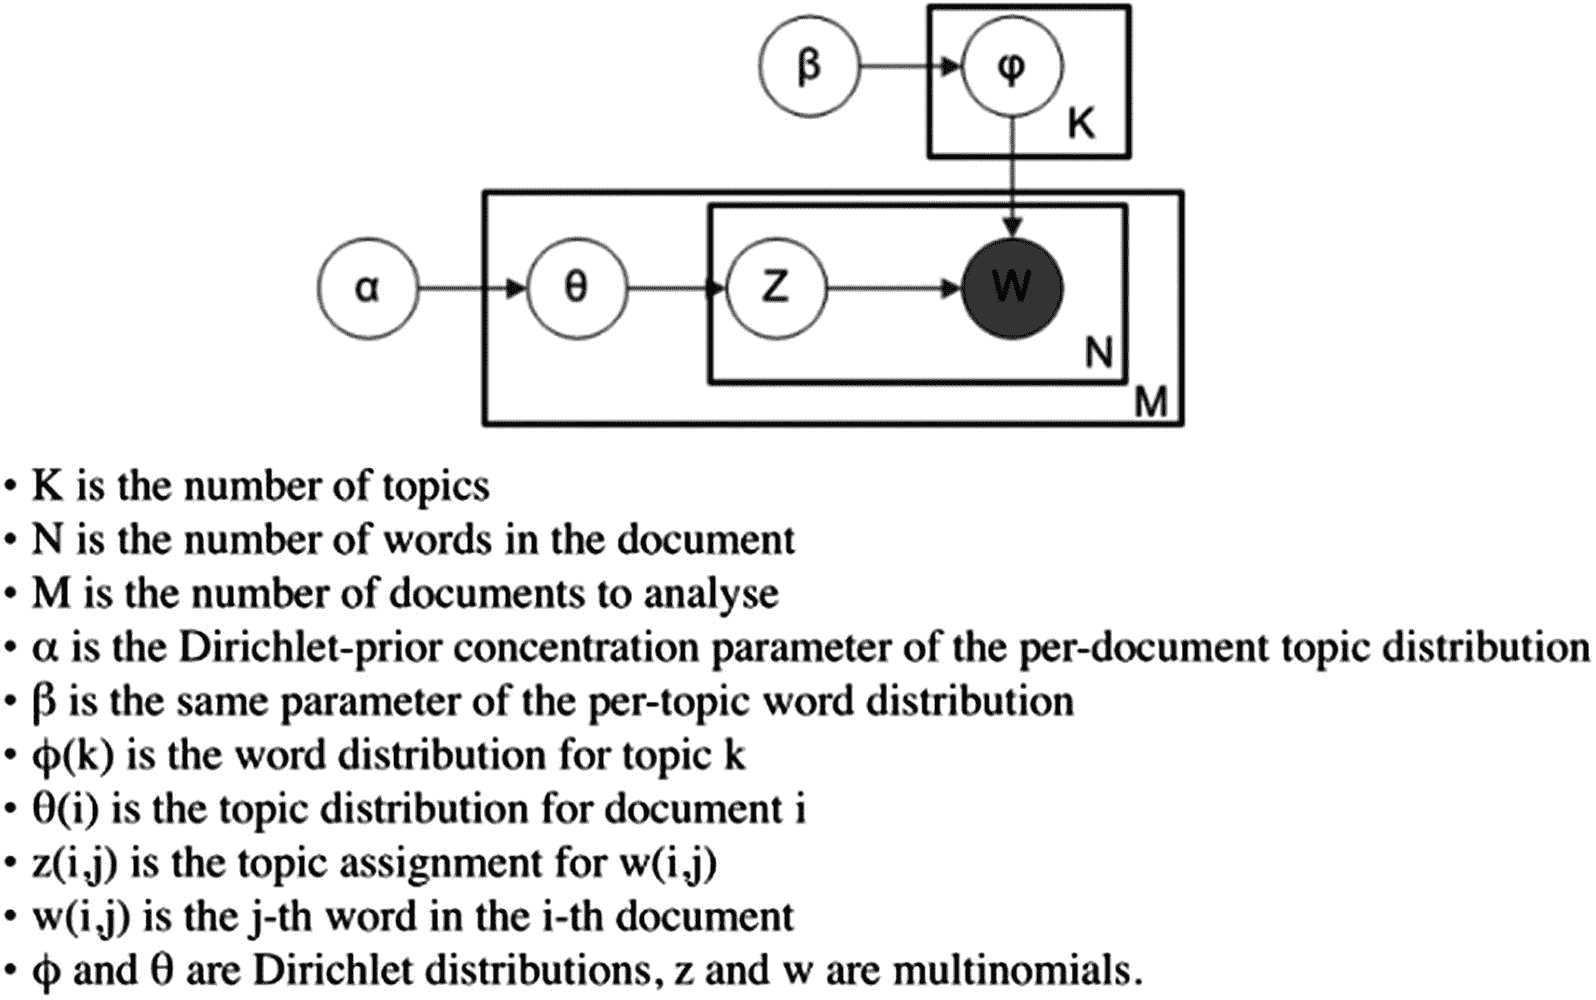 β
φ
K
α
θ
Z
W
N
M
• K is the number of topics
• N is the number of words in the document
• M is the number of documents to analyse
• α is the Dirichlet-prior concentration parameter of the per-document topic distribution
• β is the same parameter of the per-topic word distribution
• ϕ(k) is the word distribution for topic k
• θ(i) is the topic distribution for document i
• z(i,j) is the topic assignment for w(i,j)
• w(i,j) is the j-th word in the i-th document
• ϕ and θ are Dirichlet distributions, z and w are multinomials.